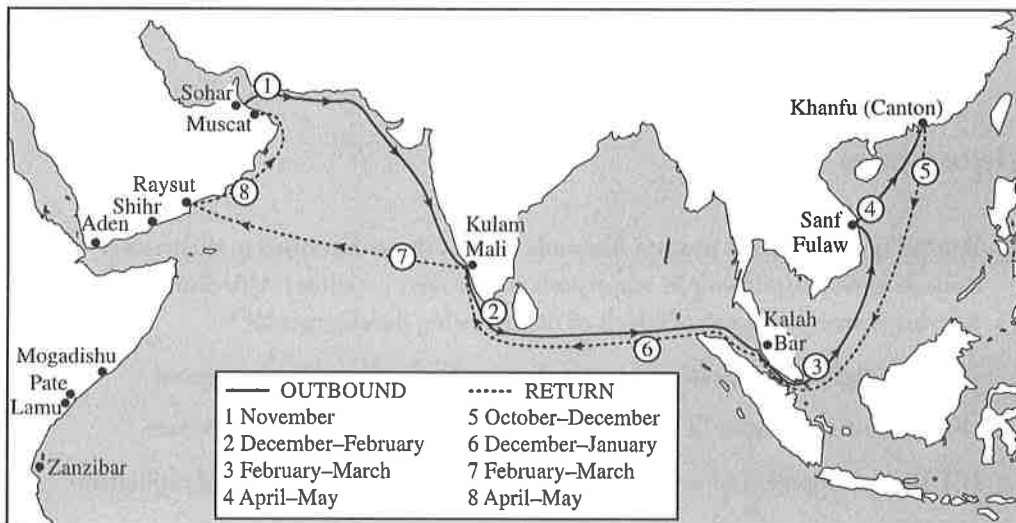 Sohar
1
Muscat
Khanfu (Canton)
5
Raysut
8
Shihr
Aden
4
Sanf
Fulaw
Kulam
Mali
7
2
Kalah
Bar
6
3
Mogadishu
Pate
Lamu
Zanzibar
OUTBOUND
1 November
2 December–February
3 February–March
4 April–May
RETURN
5 October–December
6 December–January
7 February–March
8 April–May